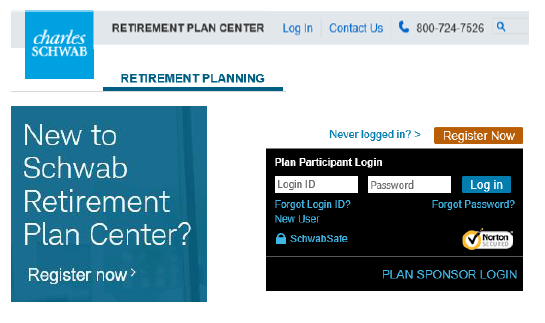 charles
SCHWAB
RETIREMENT PLAN CENTER Log In Contact Us 800-724-7526
RETIREMENT PLANNING
New to
Schwab
Retirement
Plan Center?
Register now >
Never logged in? > Register Now
Plan Participant Login
Login ID Password Log in
Forgot Login ID? Forgot Password?
New User
SchwabSafe
Norton
SECURED
PLAN SPONSOR LOGIN